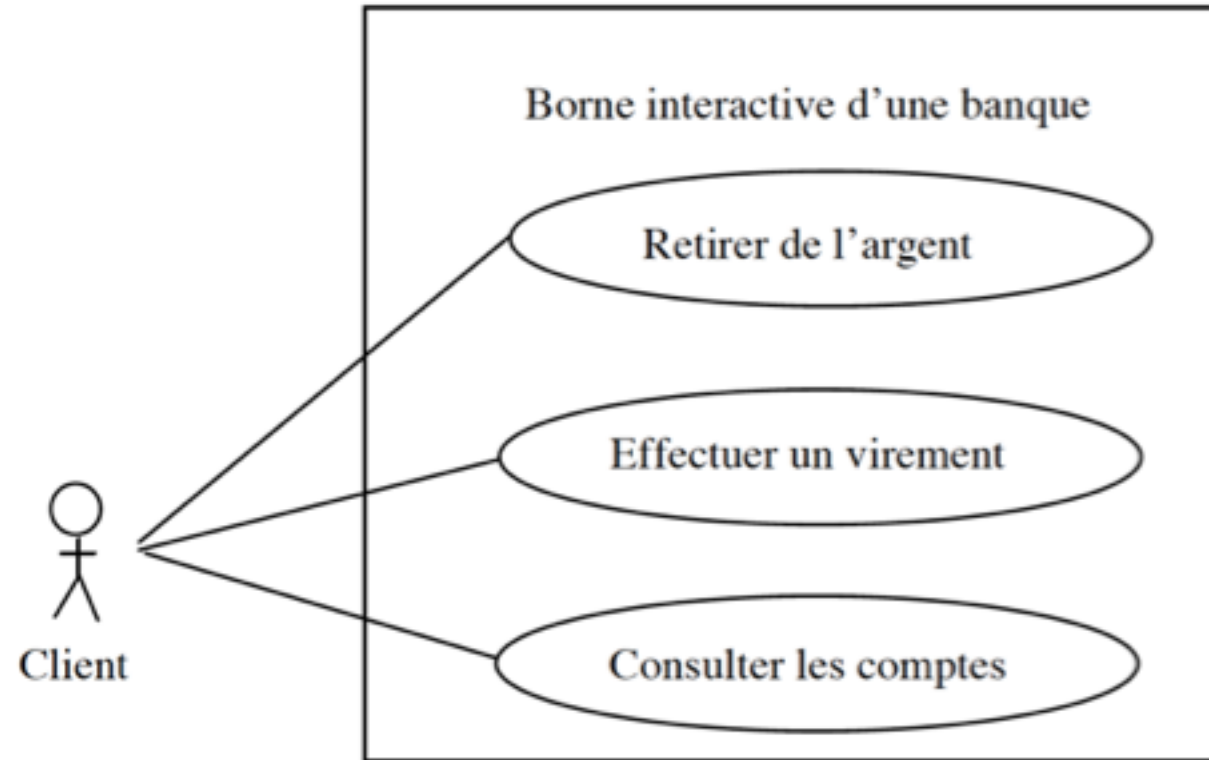 Borne interactive d’une banque
Retirer de l’argent
Effectuer un virement
Consulter les comptes
Client